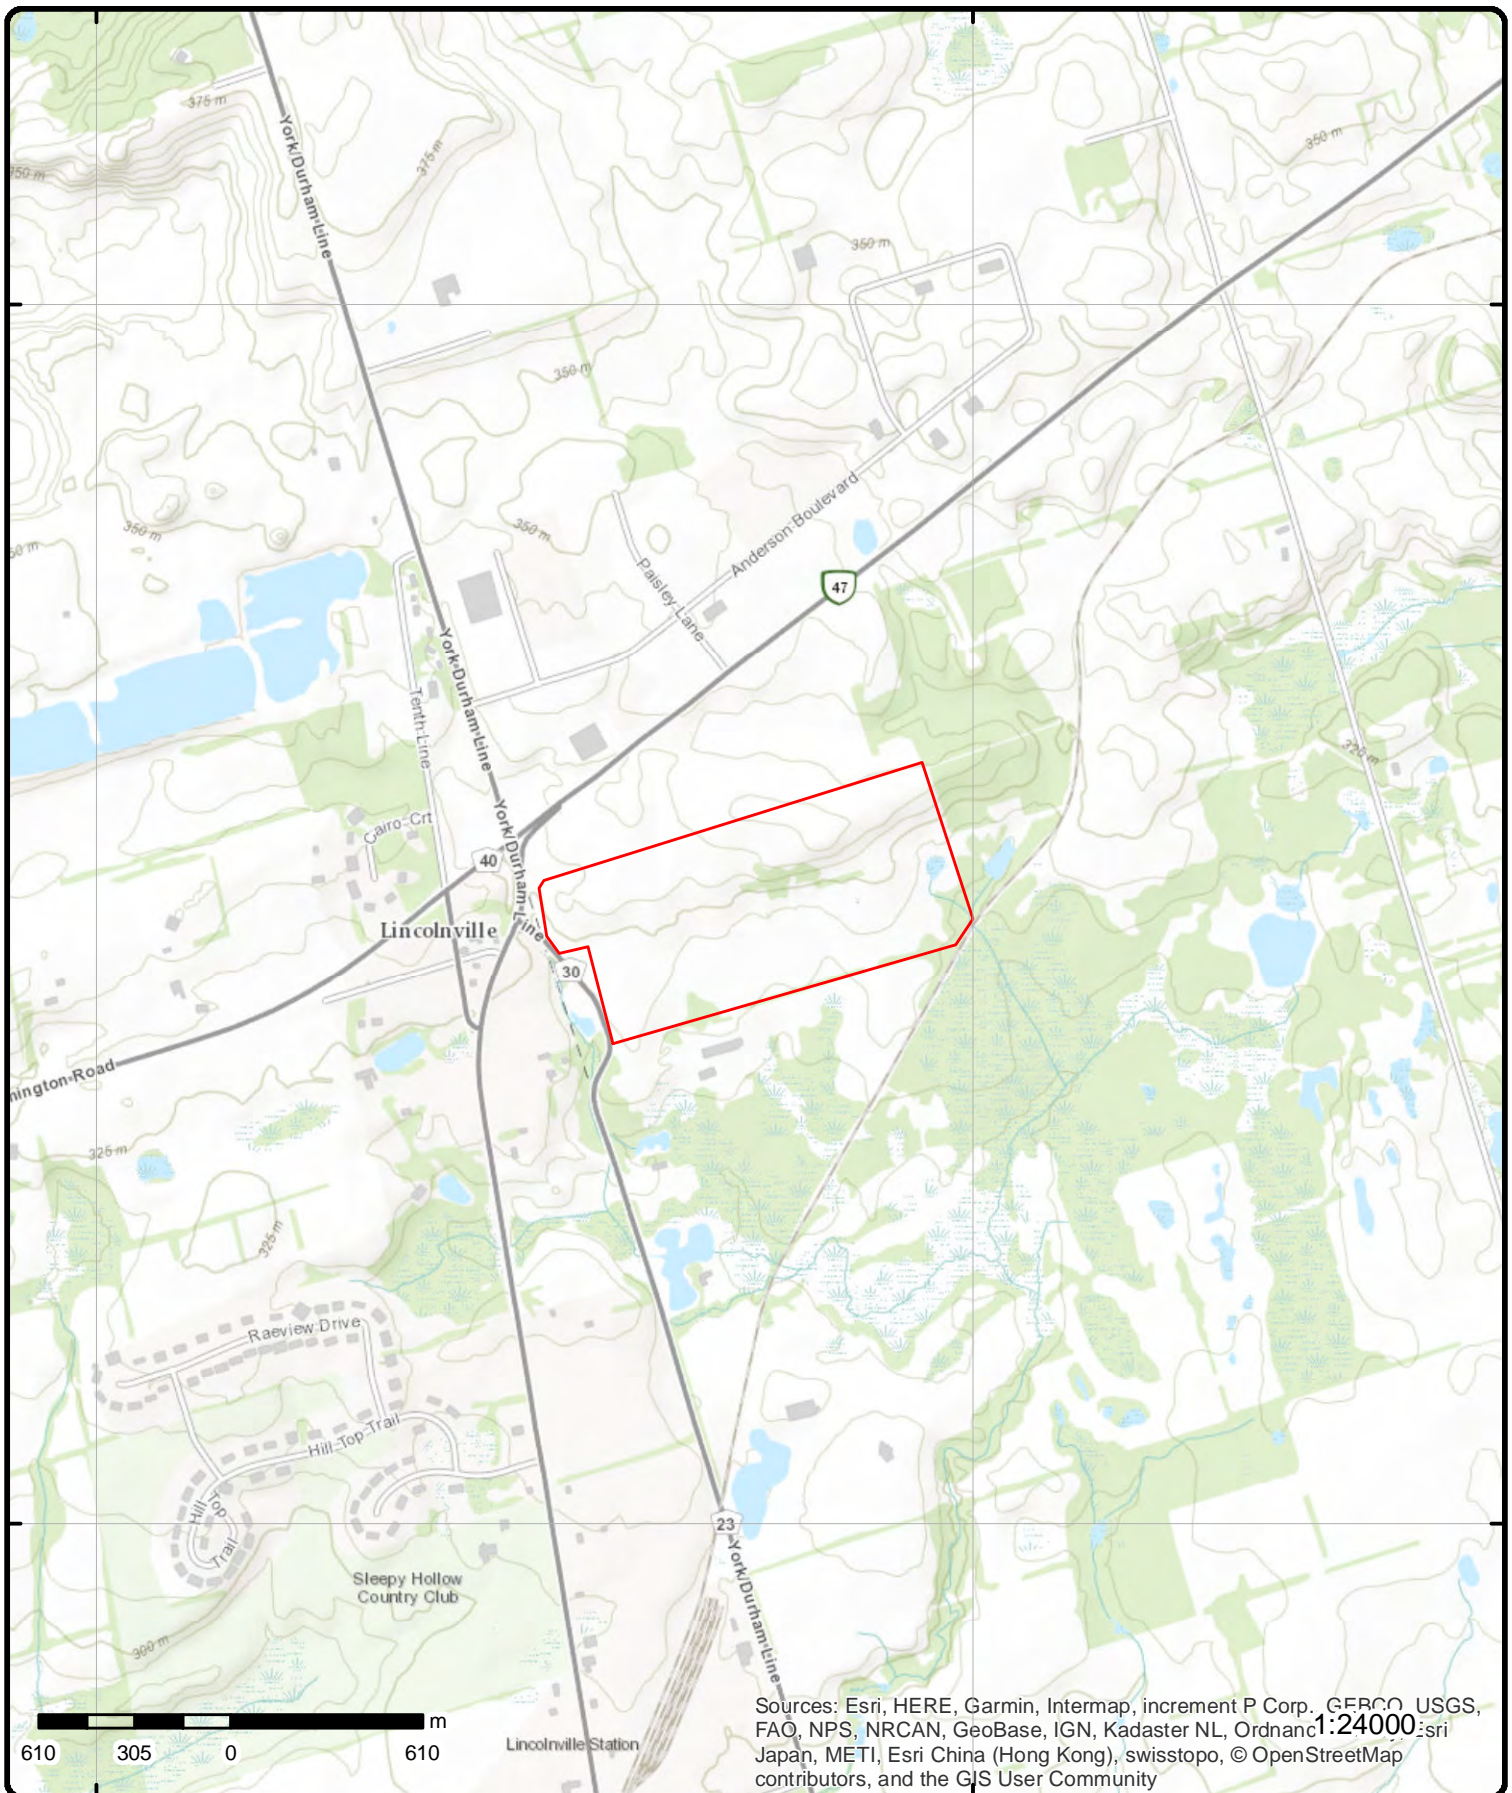 375 m
York/Durham Line
375 m
350 m
350 m
350 m
350 m
350 m
350 m
Anderson Boulevard
Paisley Lane
47
York-Durham Line
Tenth Line
320 m
York/Durham Line
Cairo Crt
40
Lincolnville
30
mington Road
325 m
325 m
Raeview Drive
Hill Top Trail
Hill Top Trail
23
York/Durham Line
Sleepy Hollow
Country Club
300 m
Lincolnville Station
m
610 305 0 610
Sources: Esri, HERE, Garmin, Intermap, increment P Corp., GEBCO, USGS,
FAO, NPS, NRCAN, GeoBase, IGN, Kadaster NL, Ordnanc 1:24000 Esri
Japan, METI, Esri China (Hong Kong), swisstopo, © OpenStreetMap
contributors, and the GIS User Community